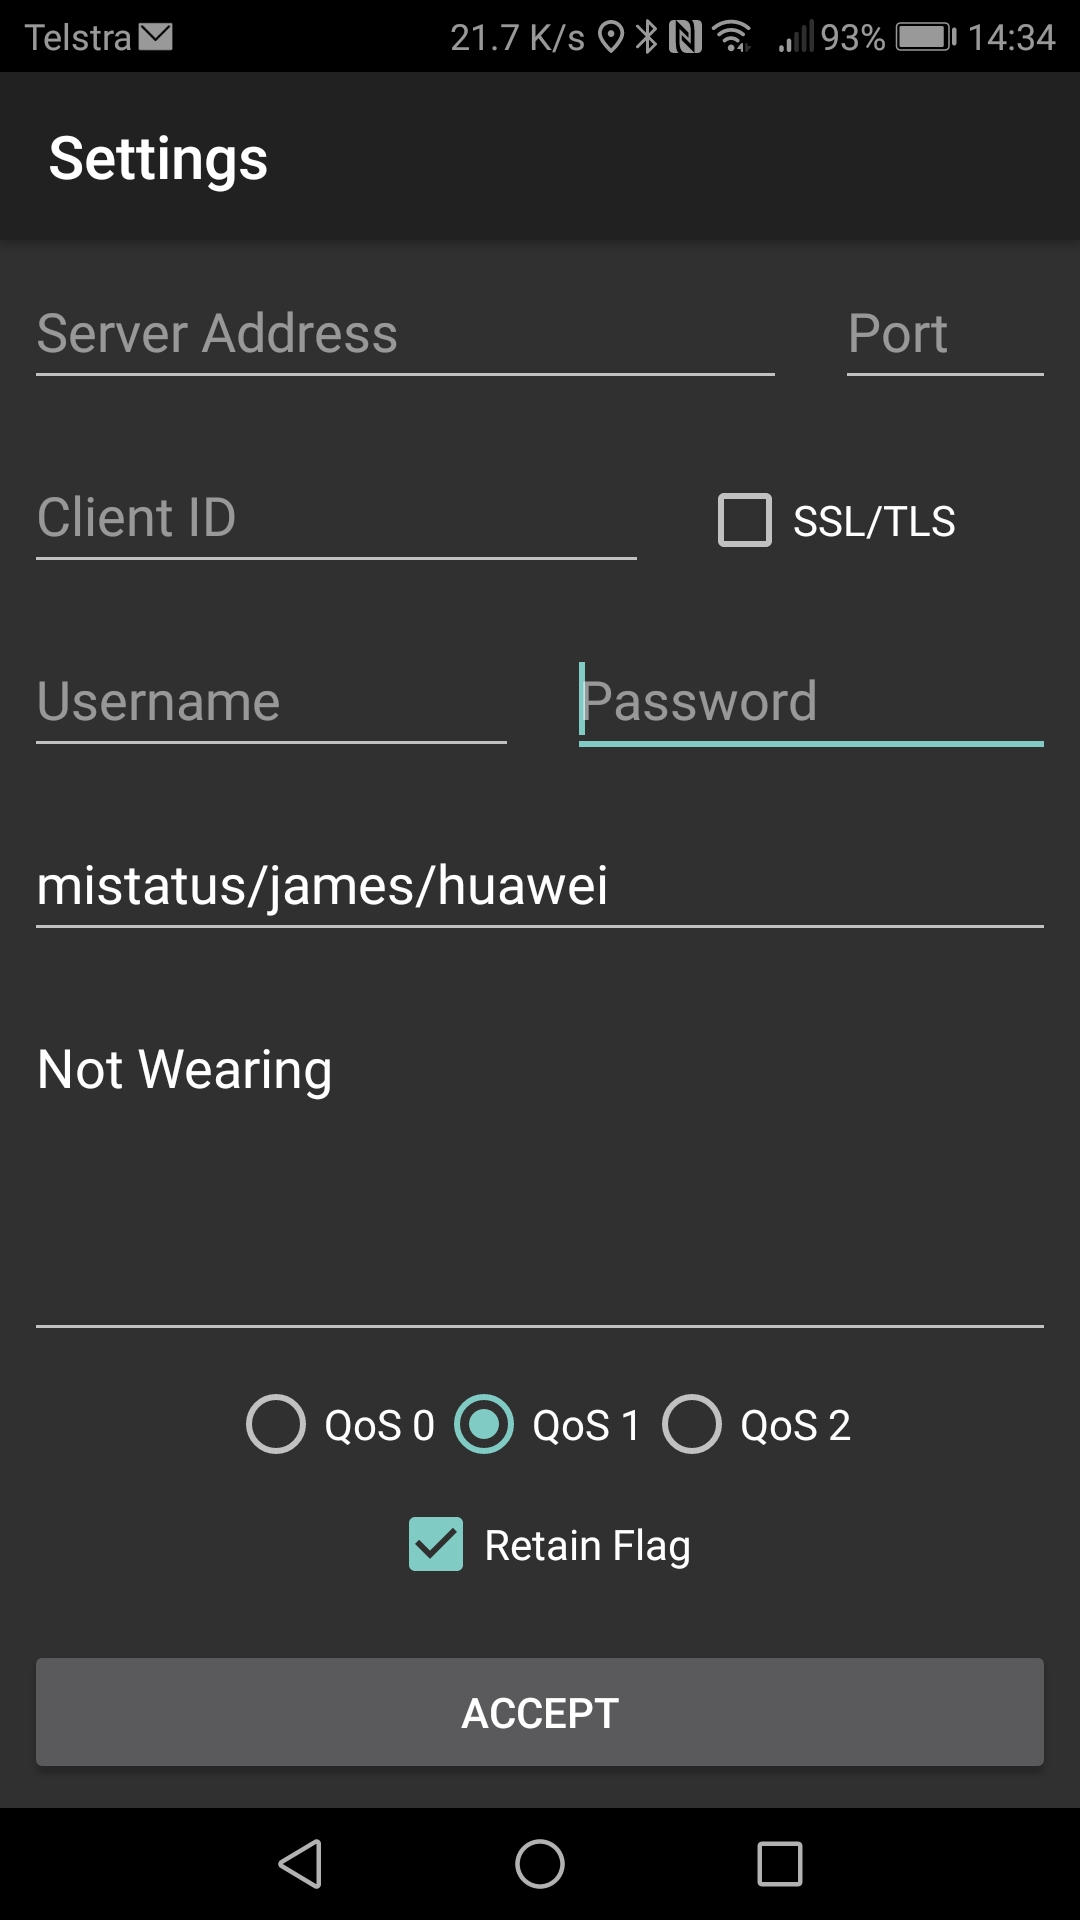 Telstra 21.7 K/s 93% 14:34
Settings
Server Address Port
Client ID SSL/TLS
Username Password
mistatus/james/huawei
Not Wearing
QoS 0 QoS 1 QoS 2
Retain Flag
ACCEPT